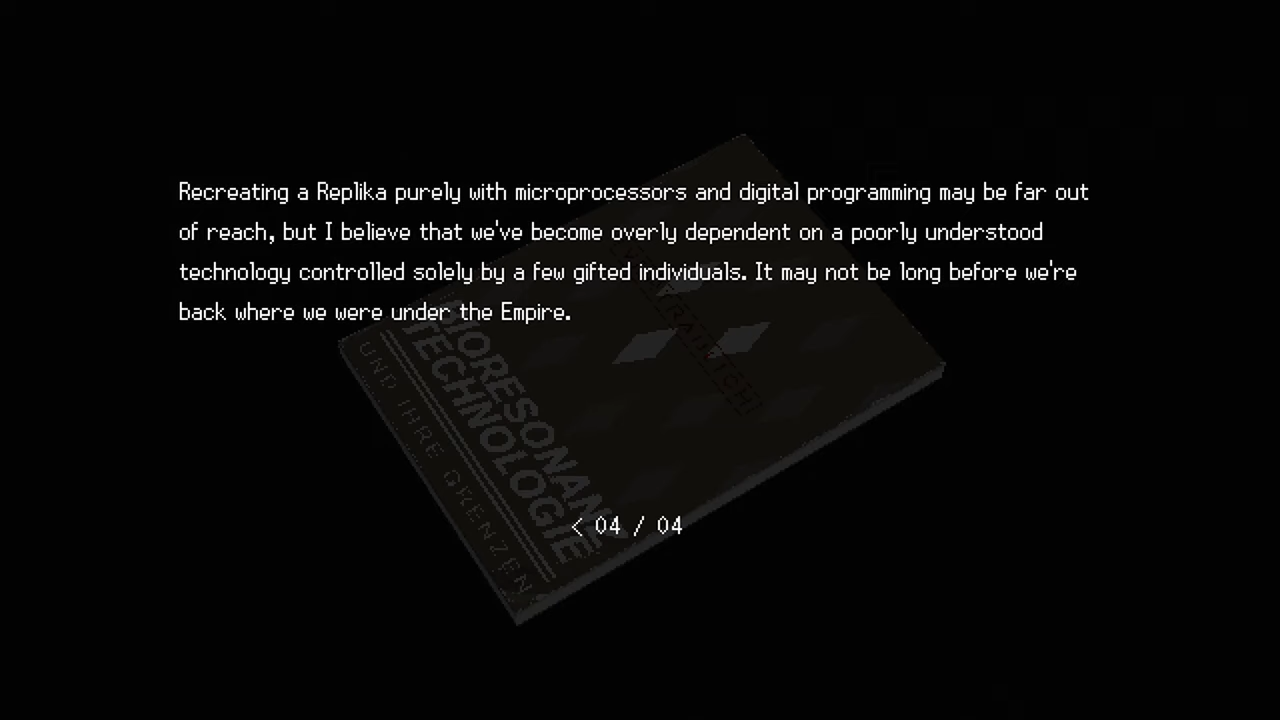 Recreating a Replika purely with microprocessors and digital programming may be far out
of reach, but I believe that we've become overly dependent on a poorly understood
technology controlled solely by a few gifted individuals. It may not be long before we're
back where we were under the Empire.
TECHNOLOGIE
UND IHRE GRENZEN
< 04 / 04